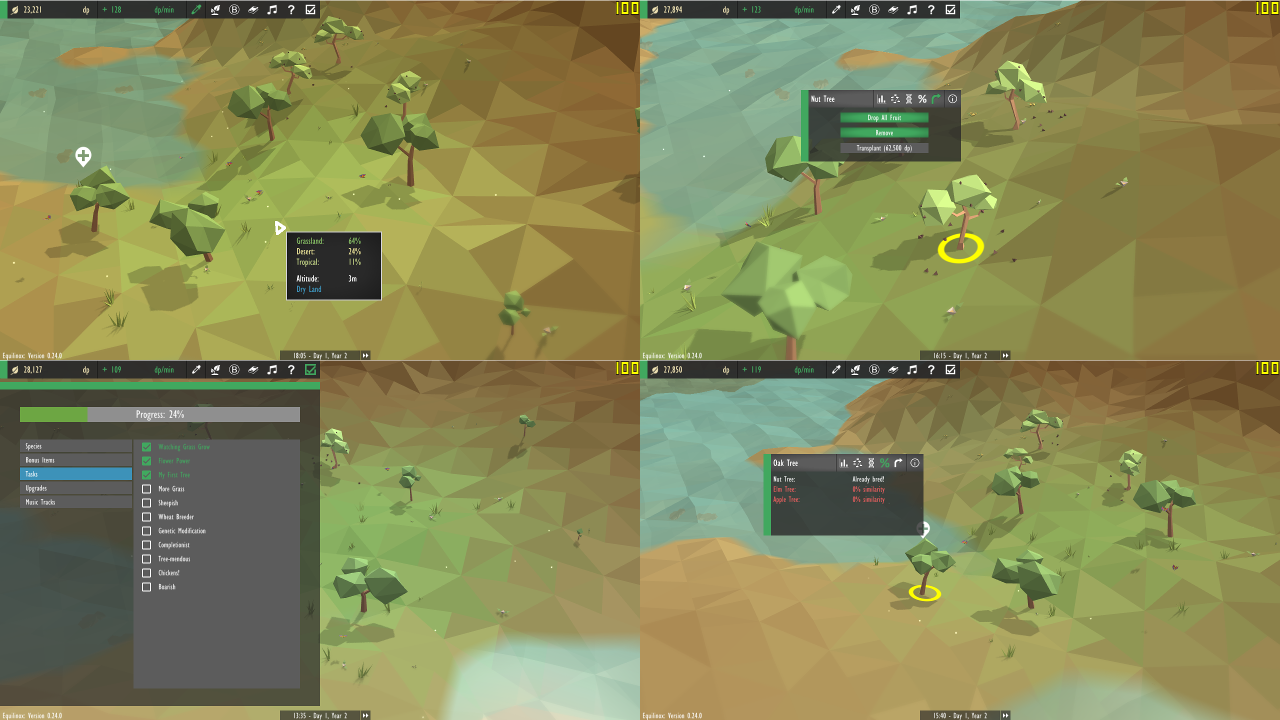 23,221 dp + 128 dp/min B ? 100
Grassland: 64%
Desert: 24%
Tropical: 11%
Altitude: 3m
Dry Land
Equilinox: Version 0.24.0
18:05 - Day 1, Year 2
27,894 dp + 123 dp/min B ? 100
Nut Tree %
Drop All Fruit
Remove
Transplant (62,500 dp)
Equilinox: Version 0.24.0
16:15 - Day 1, Year 2
28,127 dp + 109 dp/min B ? 100
Progress: 24%
Species
Bonus Items
Tasks
Upgrades
Music Tracks
Watching Grass Grow
Flower Power
My First Tree
More Grass
Sheepish
Wheat Breeder
Genetic Modification
Completionist
Tree-mendous
Chickens!
Bearish
Equilinox: Version 0.24.0
13:35 - Day 1, Year 2
27,850 dp + 119 dp/min B ? 100
Oak Tree %
Nut Tree: Already bred!
Elm Tree: 0% similarity
Apple Tree: 0% similarity
Equilinox: Version 0.24.0
15:40 - Day 1, Year 2